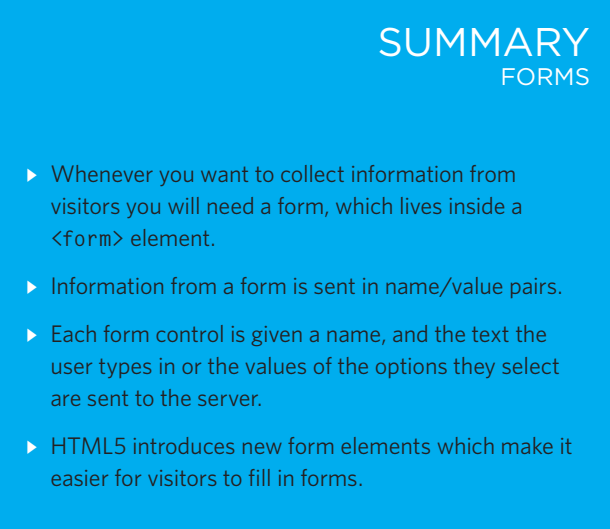 SUMMARY
FORMS
Whenever you want to collect information from
visitors you will need a form, which lives inside a
<form> element.
Information from a form is sent in name/value pairs.
Each form control is given a name, and the text the
user types in or the values of the options they select
are sent to the server.
HTML5 introduces new form elements which make it
easier for visitors to fill in forms.